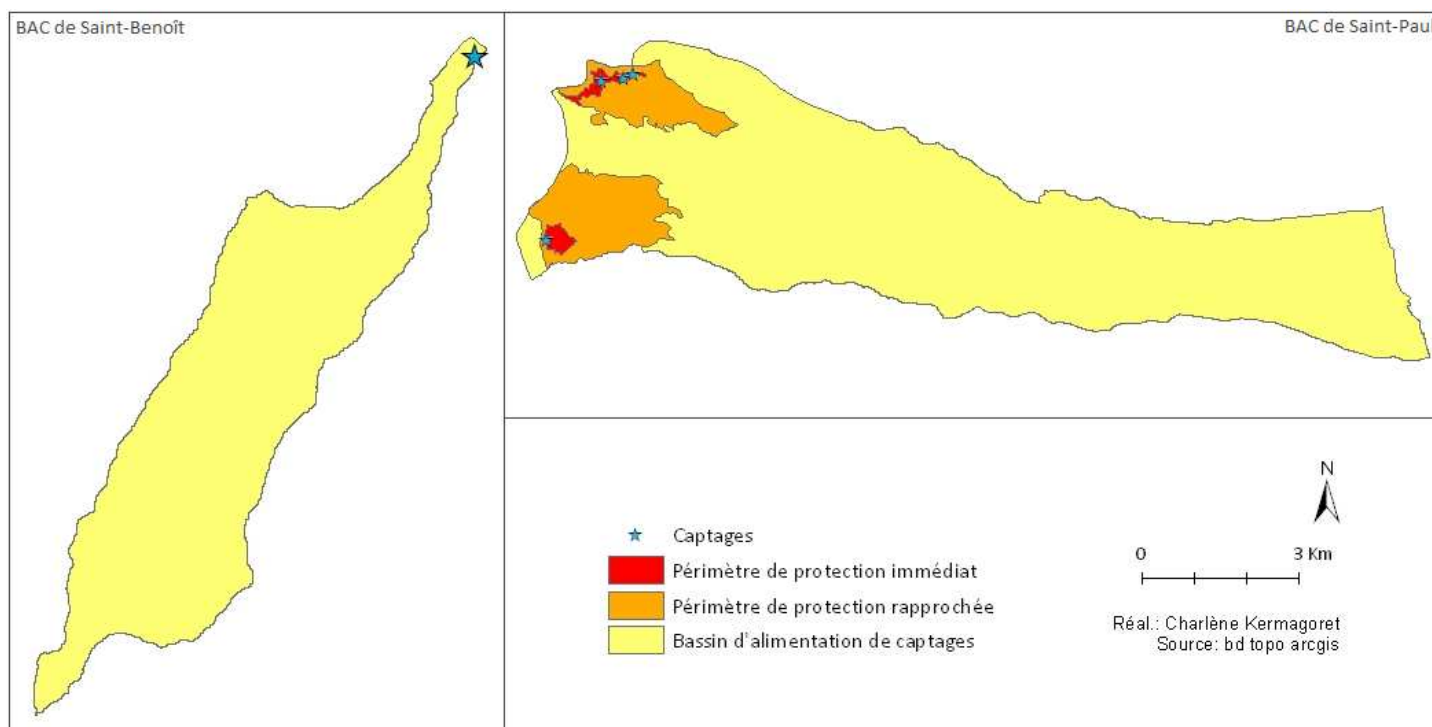 BAC de Saint-Benoît
BAC de Saint-Paul
Captages
Périmètre de protection immédiat
Périmètre de protection rapprochée
Bassin d'alimentation de captages
N
0 3 Km
Réal.: Charlène Kermagoret
Source: bd topo arcgis